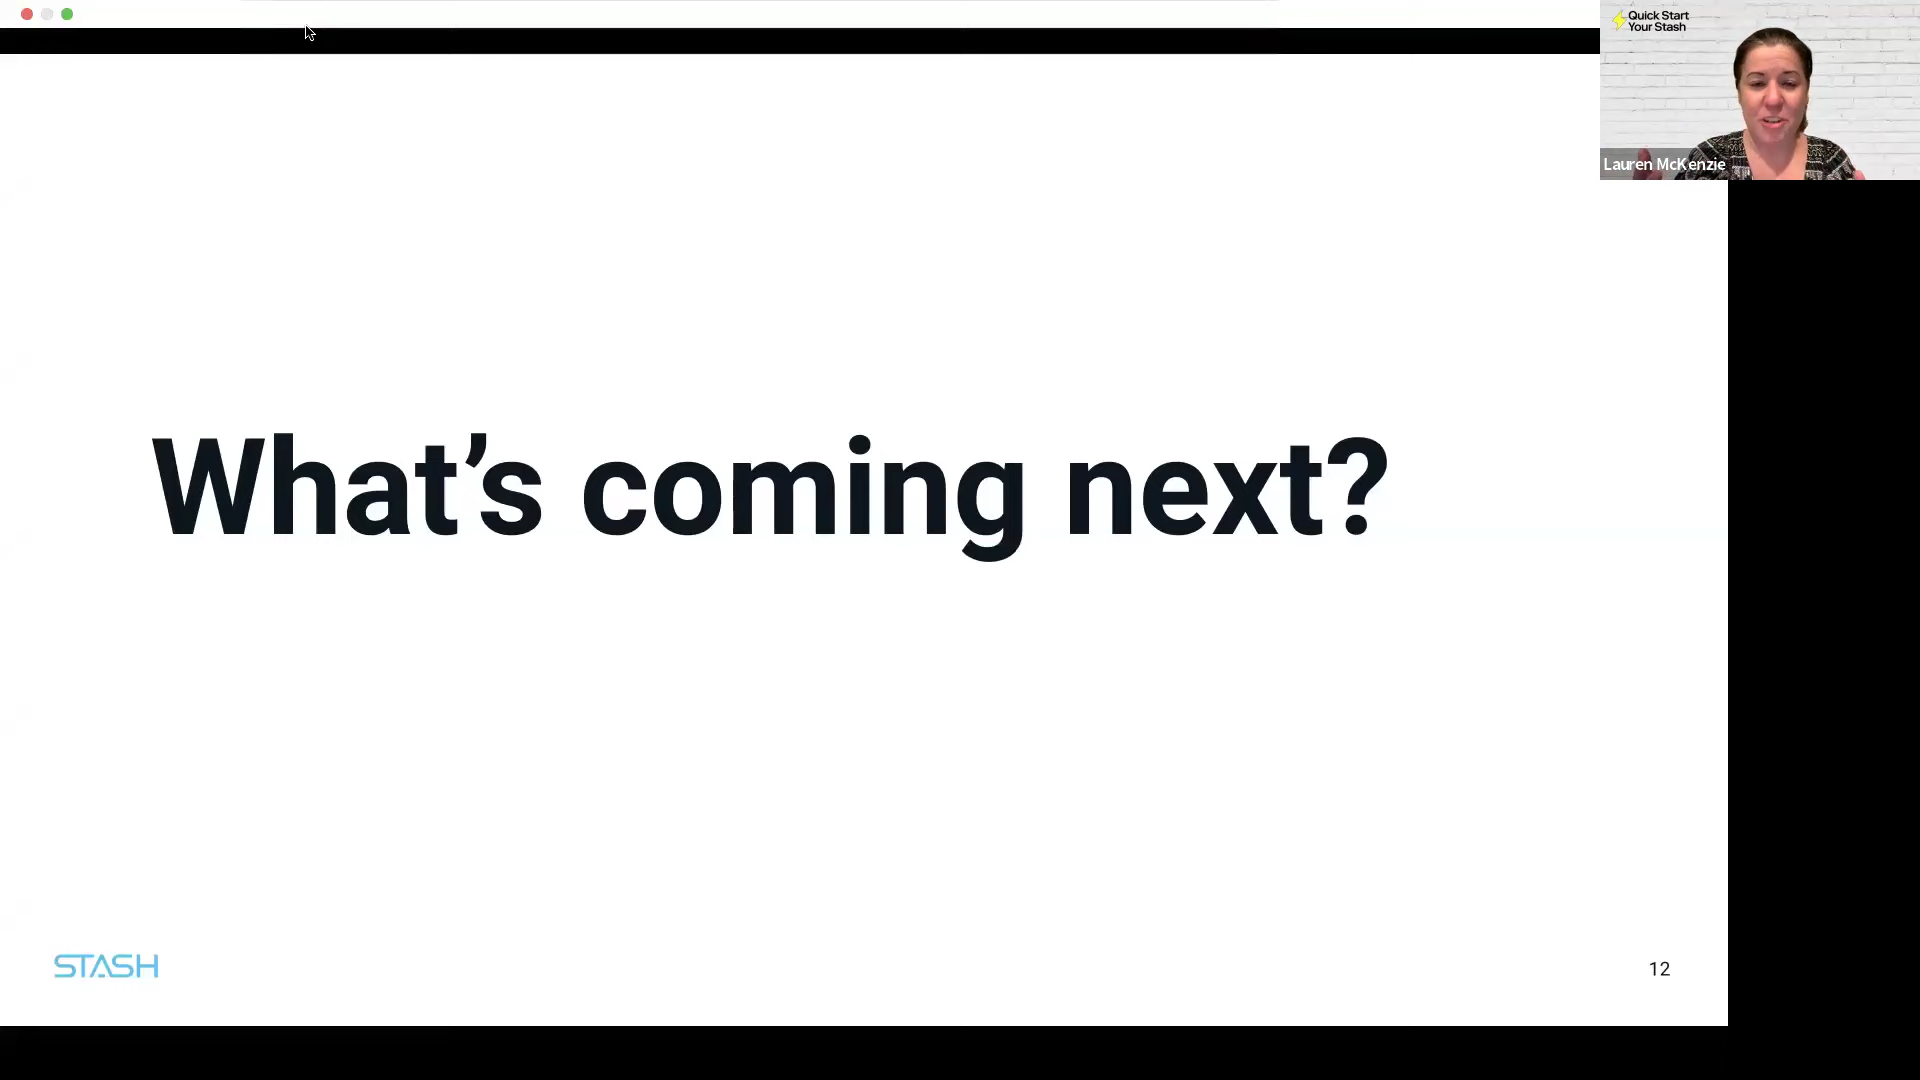 Quick Start
Your Stash
Lauren McKenzie
What’s coming next?
STASH
12